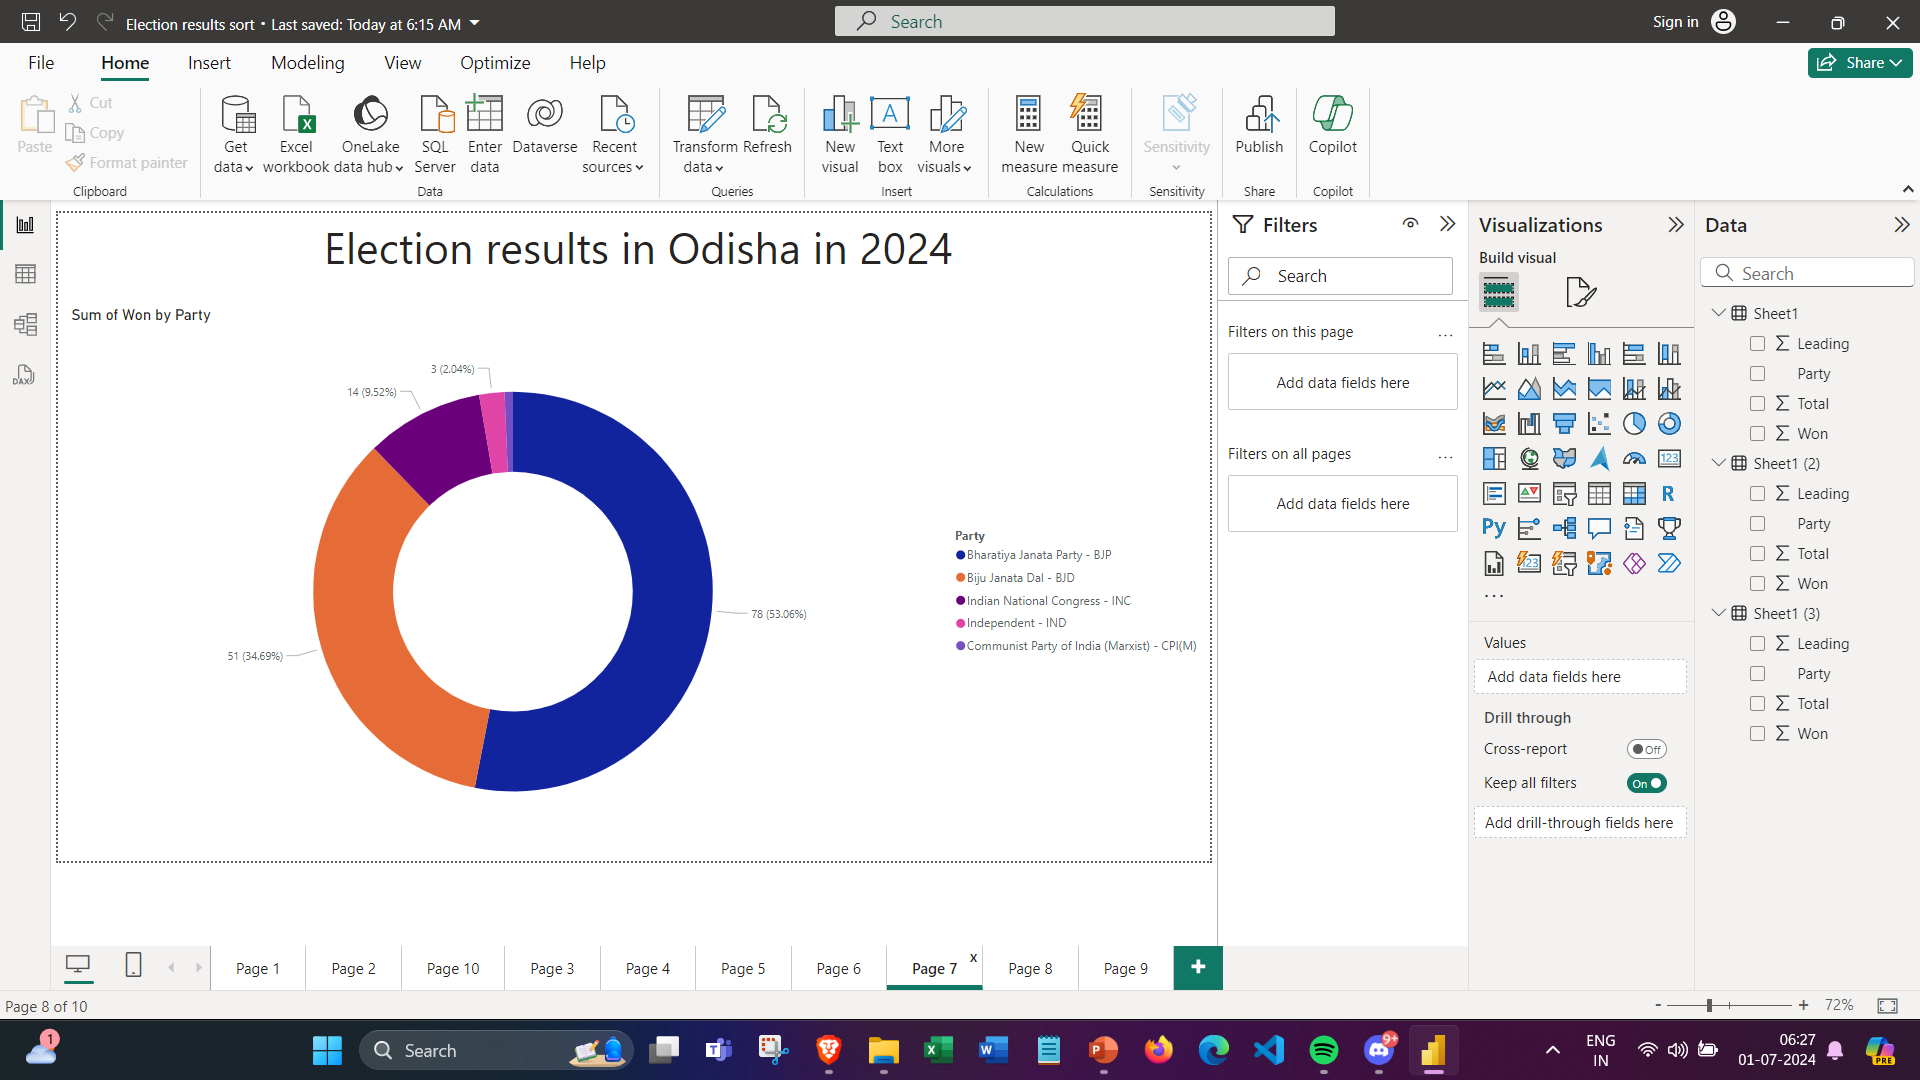 Election results sort • Last saved: Today at 6:15 AM
Search
Sign in
File
Home
Insert
Modeling
View
Optimize
Help
Share
Paste
Cut
Copy
Format painter
Clipboard
Get data
Excel workbook
OneLake data hub
SQL Server
Enter data
Dataverse
Recent sources
Data
Transform data
Refresh
Queries
New visual
Text box
More visuals
Insert
New measure
Quick measure
Calculations
Sensitivity
Sensitivity
Publish
Share
Copilot
Copilot
Election results in Odisha in 2024
Sum of Won by Party
3 (2.04%)
14 (9.52%)
78 (53.06%)
51 (34.69%)
Party
Bharatiya Janata Party - BJP
Biju Janata Dal - BJD
Indian National Congress - INC
Independent - IND
Communist Party of India (Marxist) - CPI(M)
Filters
Search
Filters on this page
...
Add data fields here
Filters on all pages
...
Add data fields here
Visualizations
Build visual
123
R
Py
123
...
Values
Add data fields here
Drill through
Cross-report
Off
Keep all filters
On
Add drill-through fields here
Data
Search
Sheet1
Leading
Party
Total
Won
Sheet1 (2)
Leading
Party
Total
Won
Sheet1 (3)
Leading
Party
Total
Won
DAX
Page 1
Page 2
Page 10
Page 3
Page 4
Page 5
Page 6
Page 7
x
Page 8
Page 9
+
Page 8 of 10
- + 72%
1
Search
9+
ENG
IN
06:27
01-07-2024
PRE